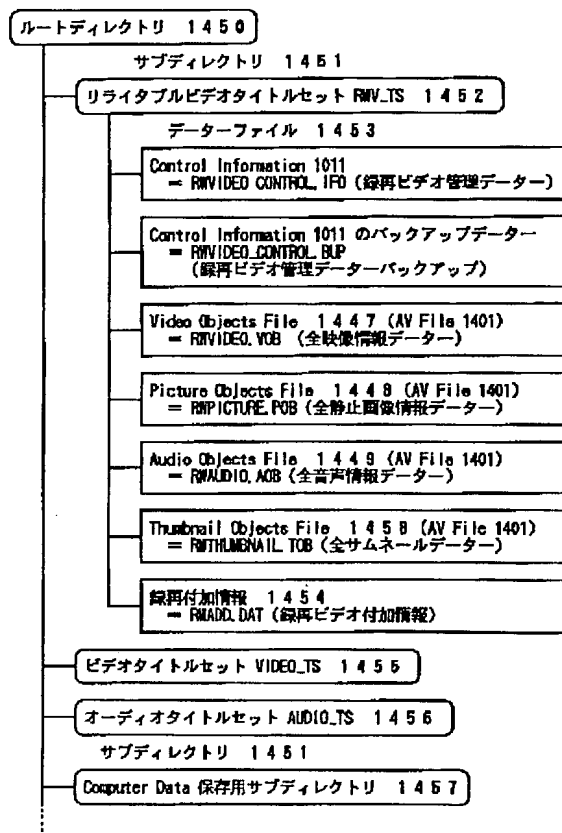 ルートディレクトリ 1450
サブディレクトリ 1451
リライタブルビデオタイトルセット RWV_TS 1452
データーファイル 1453
Control Information 1011
= RWVIDEO_CONTROL.IFO (録再ビデオ管理データー)
Control Information 1011 のバックアップデーター
= RWVIDEO_CONTROL.BUP
(録再ビデオ管理データーバックアップ)
Video Objects File 1447 (AV File 1401)
= RWVIDEO.VOB (全映像情報データー)
Picture Objects File 1448 (AV File 1401)
= RWPICTURE.POB (全静止画像情報データー)
Audio Objects File 1449 (AV File 1401)
= RWAUDIO.AOB (全音声情報データー)
Thumbnail Objects File 1458 (AV File 1401)
= RWTHUMBNAIL.TOB (全サムネールデーター)
録再付加情報 1454
= RWADD.DAT (録再ビデオ付加情報)
ビデオタイトルセット VIDEO_TS 1455
オーディオタイトルセット AUDIO_TS 1456
サブディレクトリ 1451
Computer Data 保存用サブディレクトリ 1457